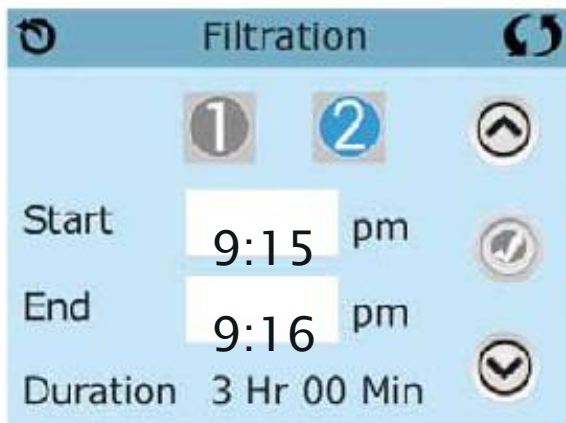 Filtration
1 2
Start 9:15 pm
End 9:16 pm
Duration 3 Hr 00 Min